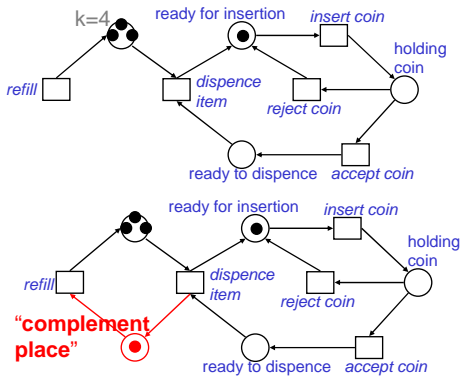 k=4
ready for insertion
insert coin
holding
coin
refill
dispence
item
reject coin
ready to dispence
accept coin
ready for insertion
insert coin
holding
coin
refill
dispence
item
reject coin
“complement
place”
ready to dispence
accept coin